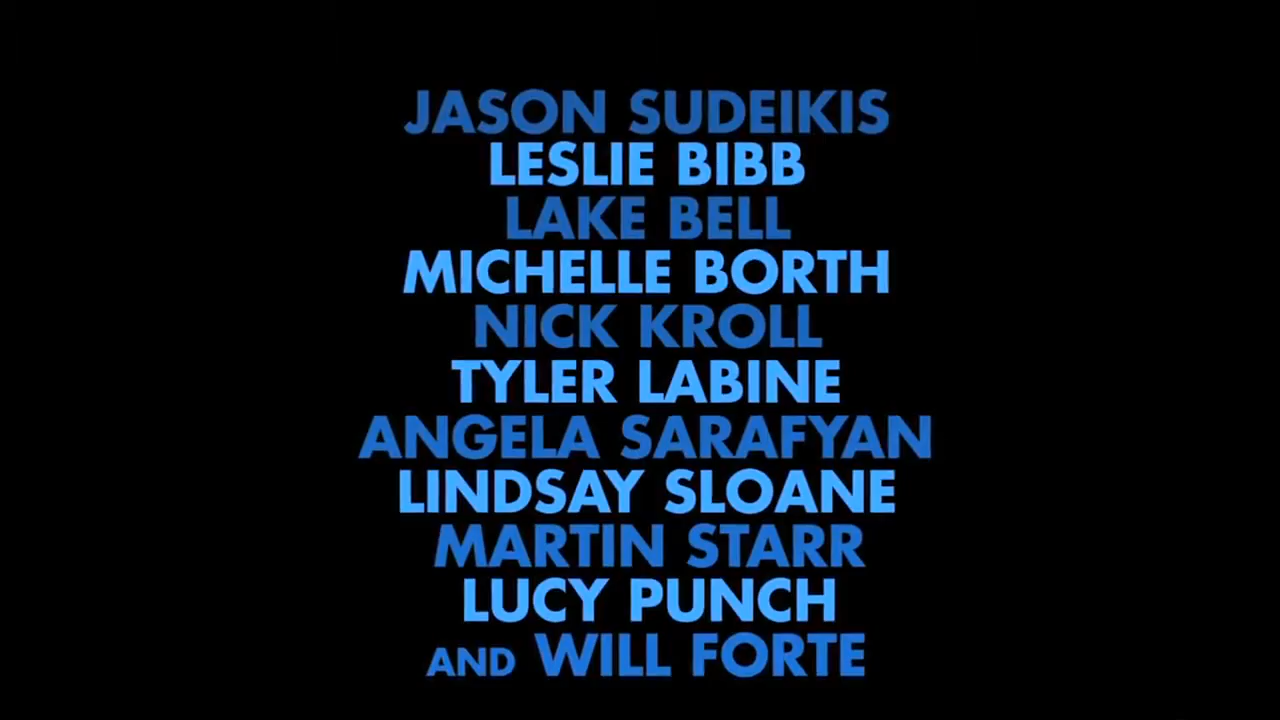 JASON SUDEIKIS
LESLIE BIBB
LAKE BELL
MICHELLE BORTH
NICK KROLL
TYLER LABINE
ANGELA SARAFYAN
LINDSAY SLOANE
MARTIN STARR
LUCY PUNCH
AND WILL FORTE